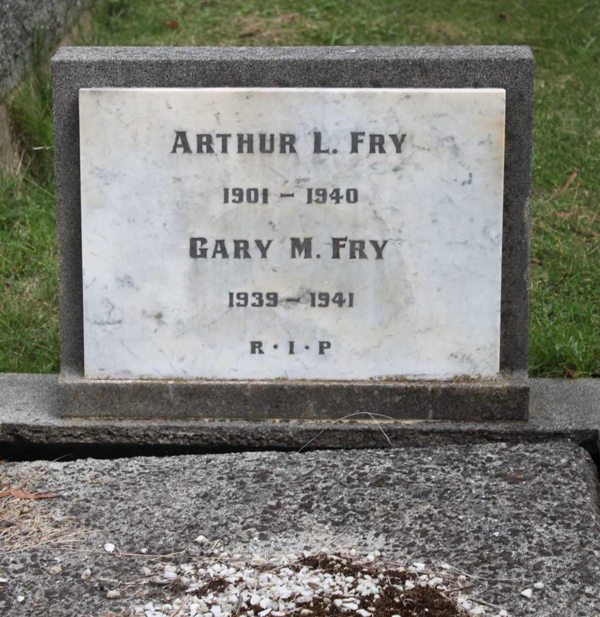 ARTHUR L. FRY
1901 – 1940
GARY M. FRY
1939 – 1941
R·I·P